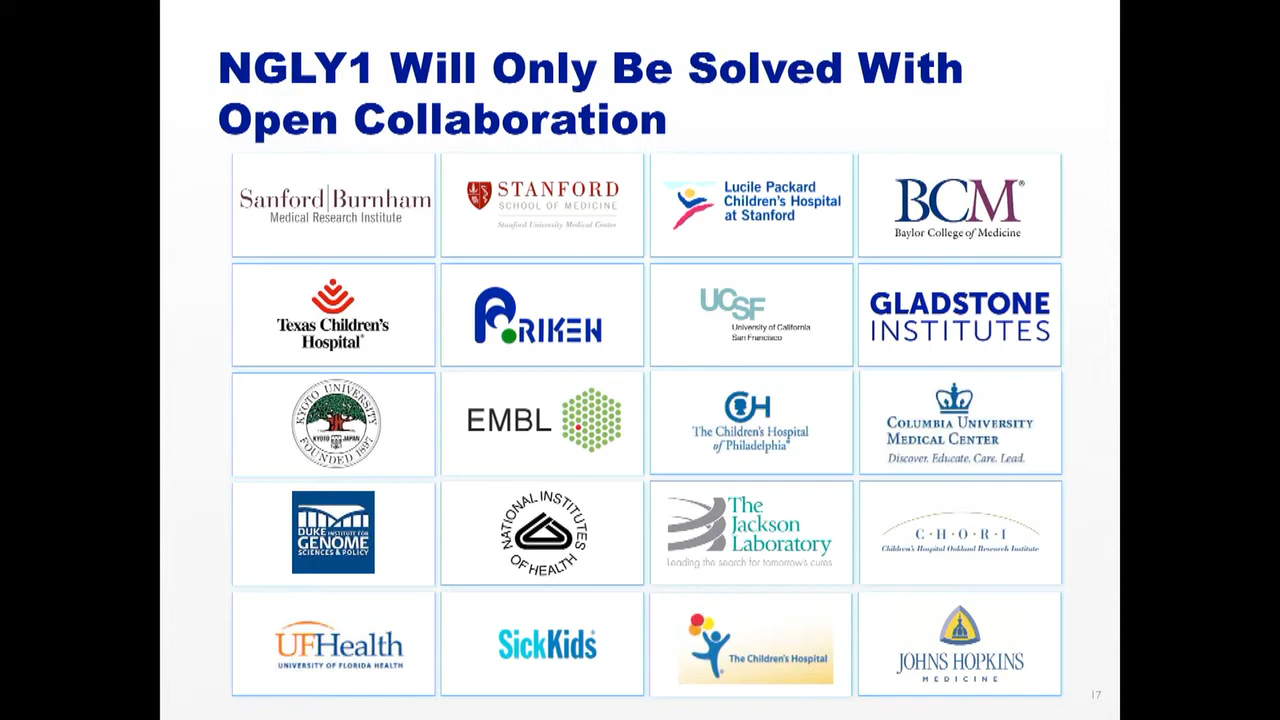 NGLY1 Will Only Be Solved With
Open Collaboration
Sanford|Burnham
Medical Research Institute
STANFORD
SCHOOL OF MEDICINE
Stanford University Medical Center
Lucile Packard
Children's Hospital
at Stanford
BCM®
Baylor College of Medicine
Texas Children's
Hospital®
RIKEN
UCSF
University of California
San Francisco
GLADSTONE
INSTITUTES
KYOTO UNIVERSITY
KYOTO JAPAN
FOUNDED 1897
EMBL
CH
The Children's Hospital
of Philadelphia®
COLUMBIA UNIVERSITY
MEDICAL CENTER
Discover. Educate. Care. Lead.
DUKE INSTITUTE FOR
GENOME
SCIENCES & POLICY
NATIONAL INSTITUTES
OF HEALTH
The
Jackson
Laboratory
Leading the search for tomorrow's cures
C·H·O·R·I
Children's Hospital Oakland Research Institute
UFHealth
UNIVERSITY OF FLORIDA HEALTH
SickKids®
The Children's Hospital
JOHNS HOPKINS
MEDICINE
17